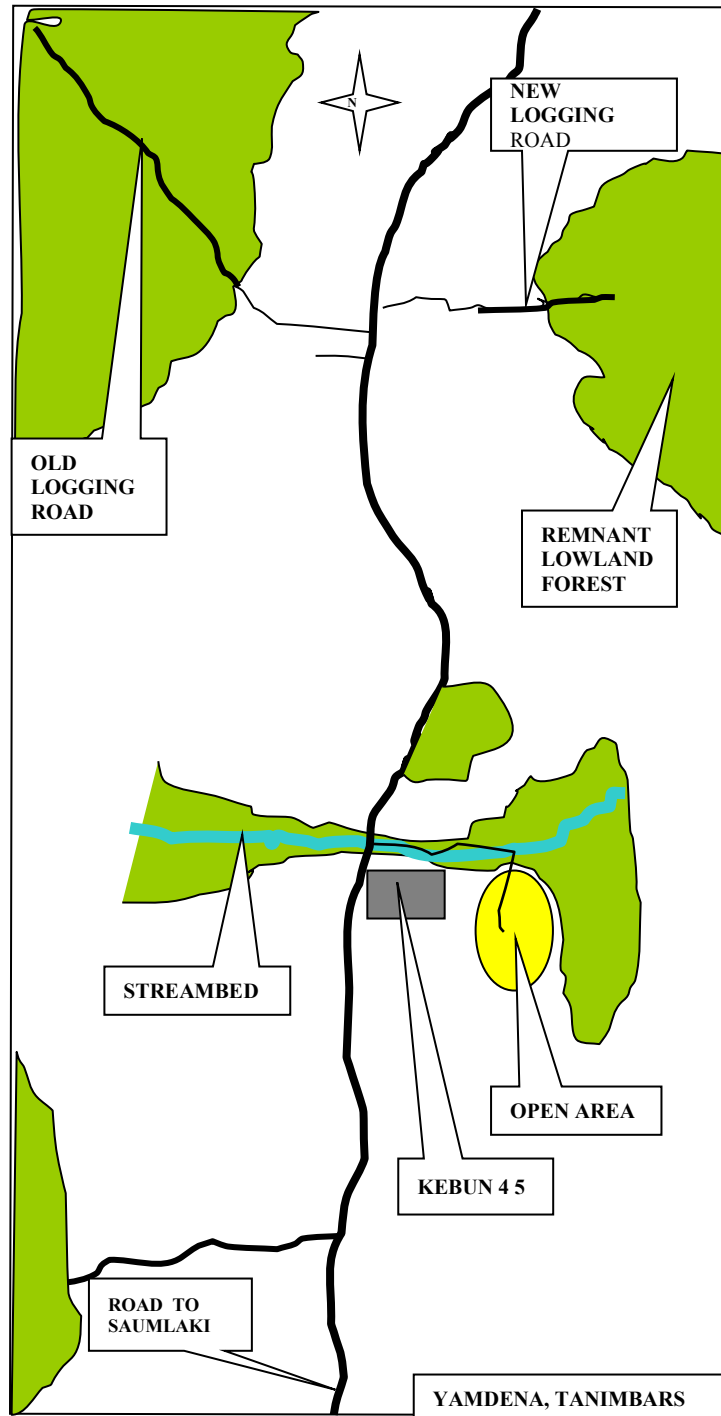 N
NEW
LOGGING
ROAD
OLD
LOGGING
ROAD
REMNANT
LOWLAND
FOREST
STREAMBED
OPEN AREA
KEBUN 4 5
ROAD TO
SAUMLAKI
YAMDENA, TANIMBARS